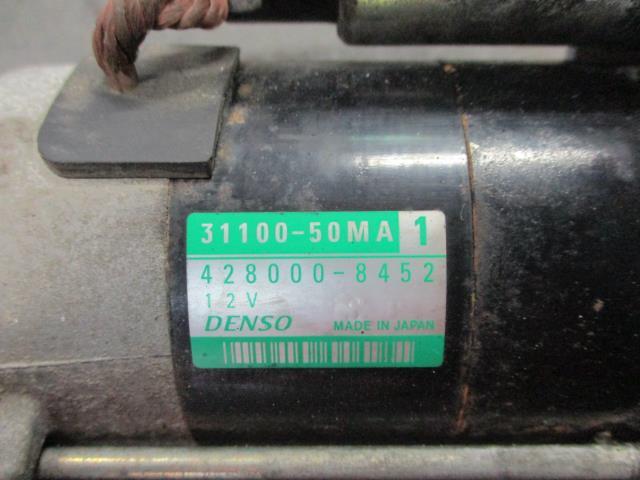 31100-50MA 1
428000-8452
12V
DENSO MADE IN JAPAN